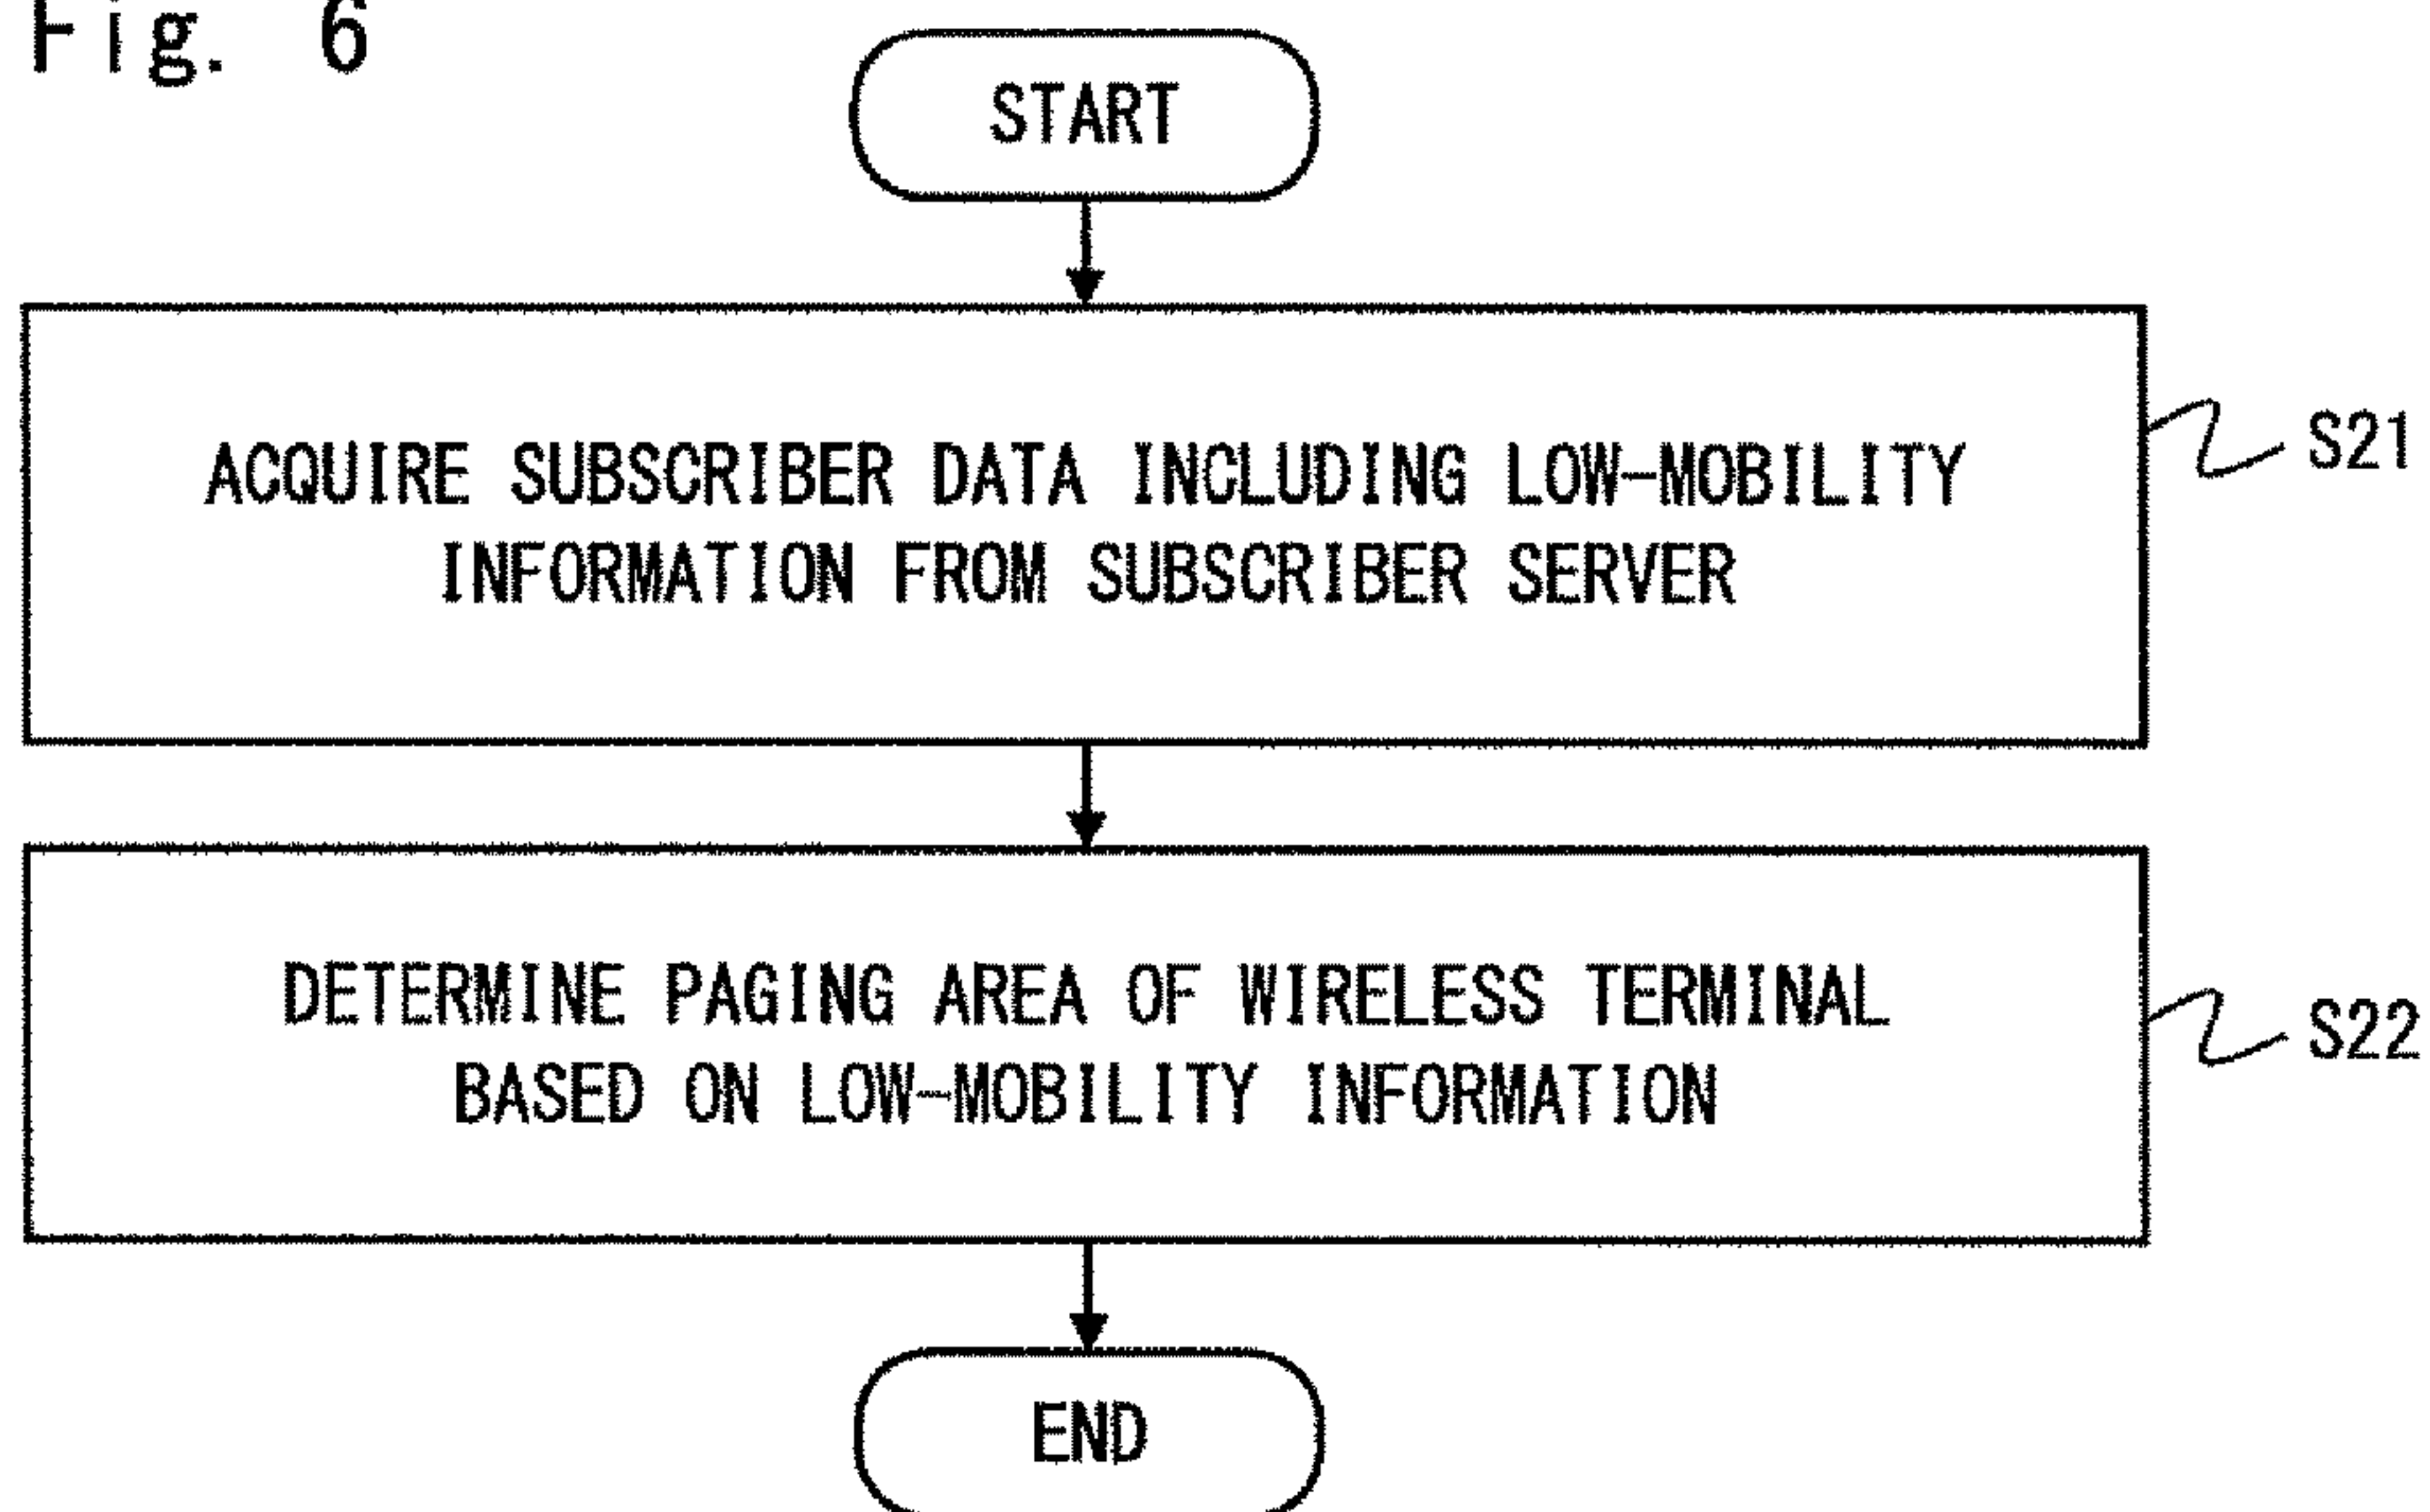 Fig. 6
START
ACQUIRE SUBSCRIBER DATA INCLUDING LOW-MOBILITY
INFORMATION FROM SUBSCRIBER SERVER
S21
DETERMINE PAGING AREA OF WIRELESS TERMINAL
BASED ON LOW-MOBILITY INFORMATION
S22
END